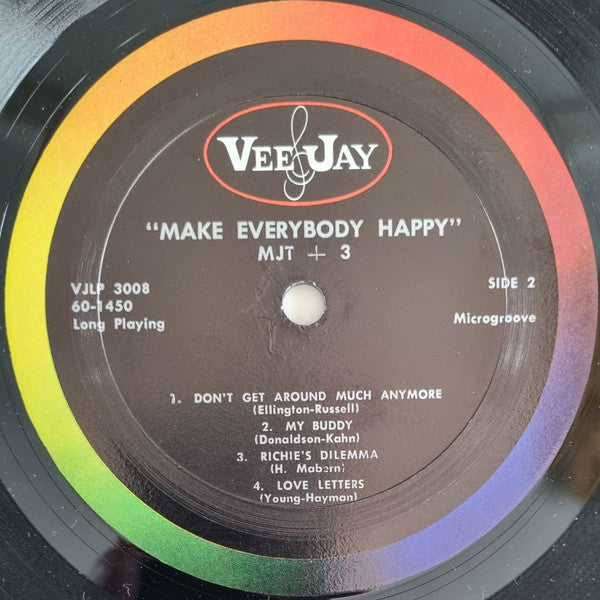 VEE JAY
"MAKE EVERYBODY HAPPY"
MJT + 3
VJLP 3008
60-1450
Long Playing
SIDE 2
Microgroove
1. DON'T GET AROUND MUCH ANYMORE
(Ellington-Russell)
2. MY BUDDY
(Donaldson-Kahn)
3. RICHIE'S DILEMMA
(H. Mabern)
4. LOVE LETTERS
(Young-Hayman)